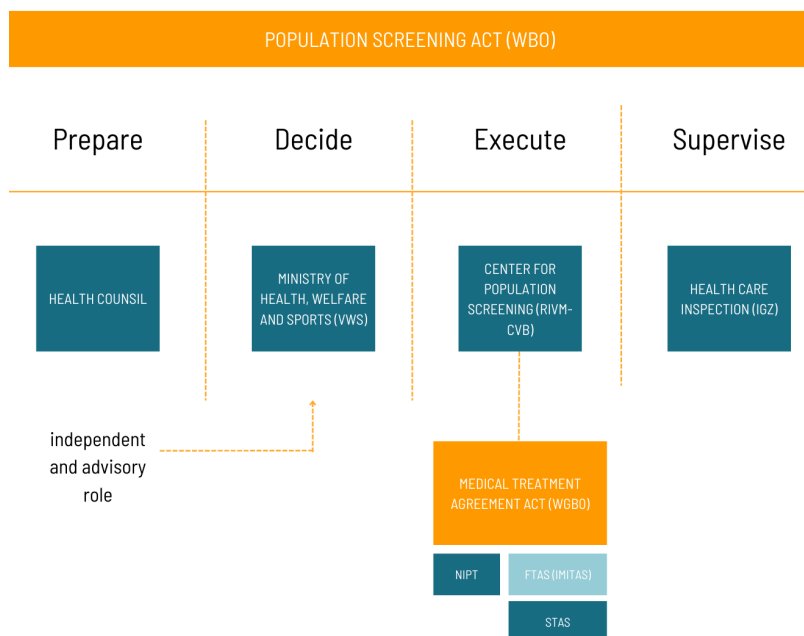 POPULATION SCREENING ACT (WBO)
Prepare
Decide
Execute
Supervise
HEALTH COUNSIL
MINISTRY OF
HEALTH, WELFARE
AND SPORTS (VWS)
CENTER FOR
POPULATION
SCREENING (RIVM-
CVB)
HEALTH CARE
INSPECTION (IGZ)
independent
and advisory
role
MEDICAL TREATMENT
AGREEMENT ACT (WGBO)
NIPT
FTAS (IMITAS)
STAS